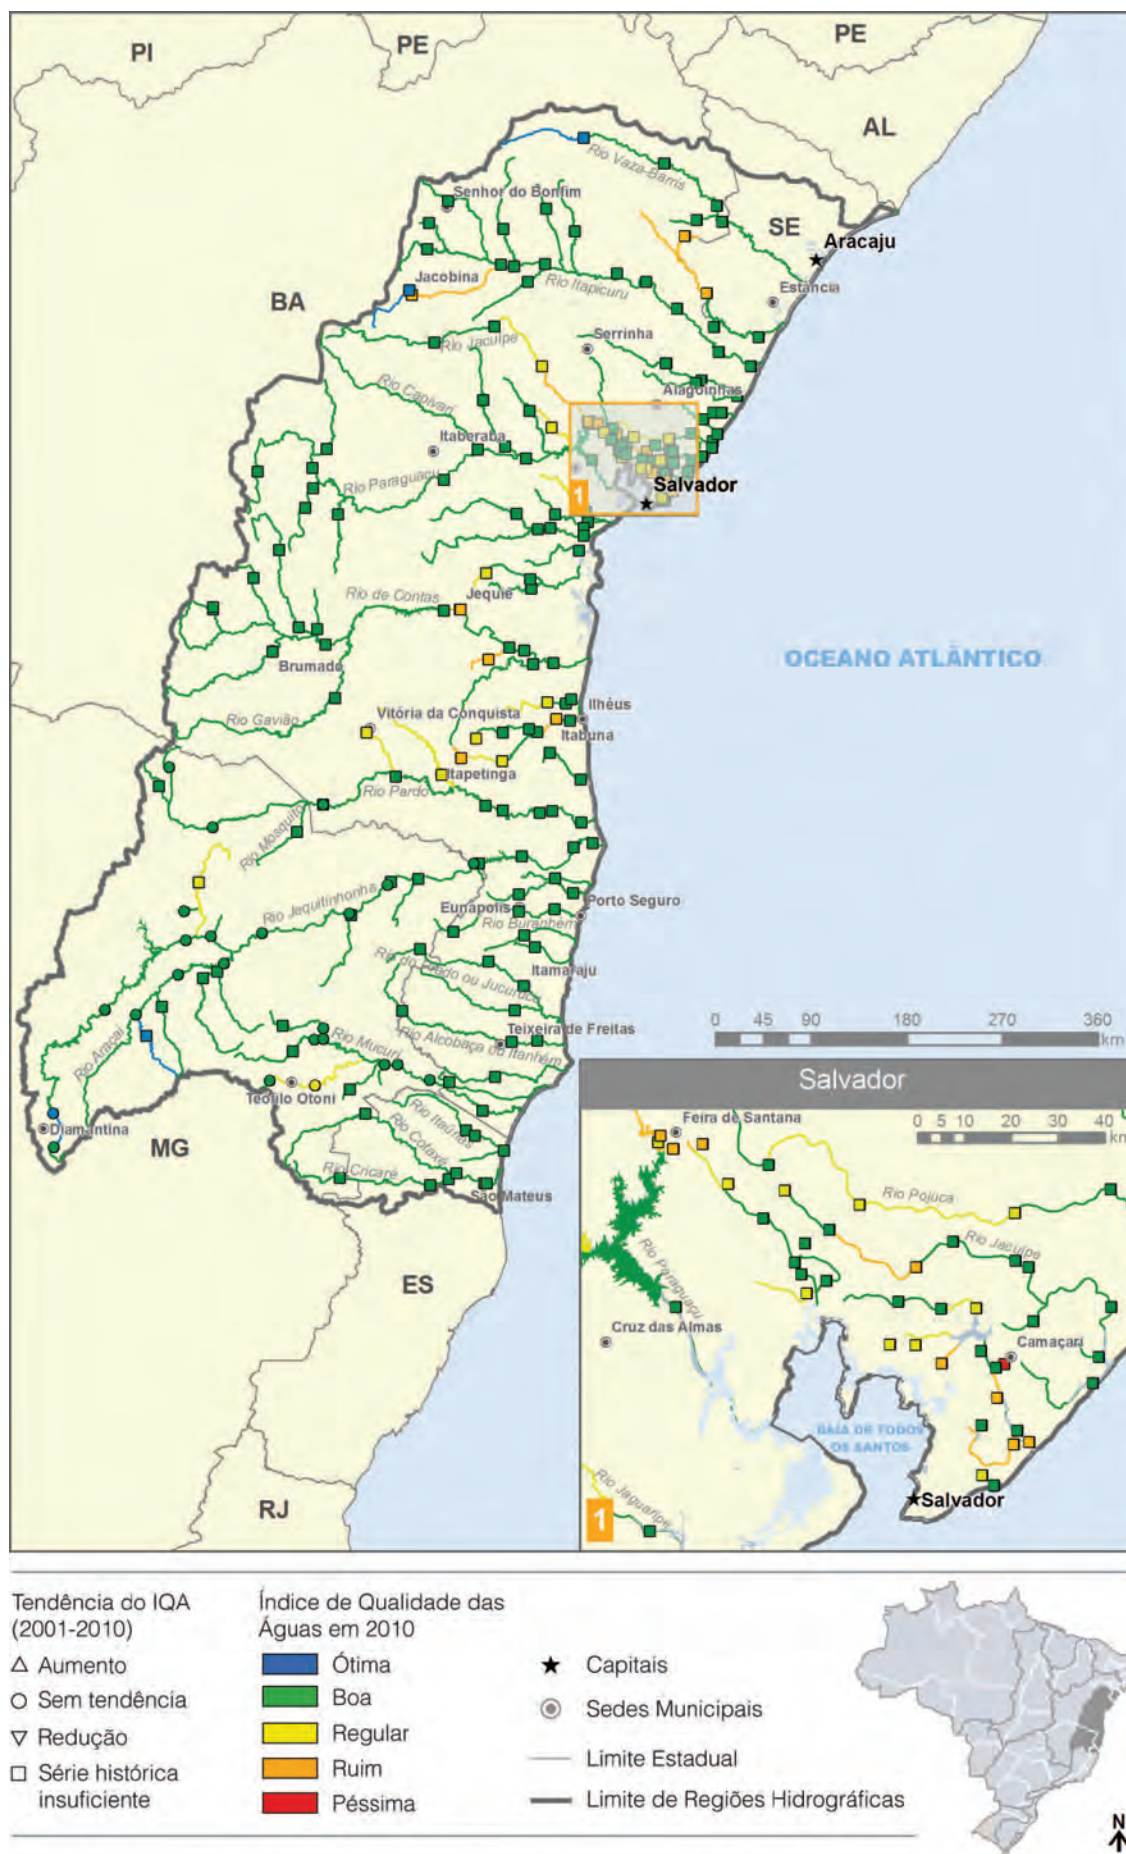 PI
PE
PE
AL
Rio Vaza-Barris
Senhor do Bonfim
SE
Aracaju
Jacobina
BA
Rio Itapicuru
Estância
Rio Jacuípe
Serrinha
Rio Capivari
Alagoinhas
Itaberaba
Rio Paraguaçu
1
Salvador
Rio de Contas
Jequié
Brumado
OCEANO ATLÂNTICO
Rio Gavião
Vitória da Conquista
Ilhéus
Itabuna
Itapetinga
Rio Pardo
Rio Mosquito
Rio Jequitinhonha
Eunápolis
Porto Seguro
Rio Buranhém
Itamaraju
Rio do Prado ou Jucuruçu
Teixeira de Freitas
Rio Alcobaça ou Itanhém
Rio Araçaí
Rio Mucuri
Teófilo Otoni
Diamantina
MG
Rio Itaúnas
Rio Cotaxé
Rio Cricaré
São Mateus
ES
RJ
0 45 90 180 270 360
km
Salvador
Feira de Santana
0 5 10 20 30 40
km
Rio Pojuca
Rio Jacuípe
Rio Paraguaçu
Cruz das Almas
Camaçari
BAIA DE TODOS
OS SANTOS
Rio Jaguaripe
Salvador
1
Tendência do IQA
(2001-2010)
Aumento
Sem tendência
Redução
Série histórica
insuficiente
Índice de Qualidade das
Águas em 2010
Ótima
Boa
Regular
Ruim
Péssima
Capitais
Sedes Municipais
Limite Estadual
Limite de Regiões Hidrográficas
N